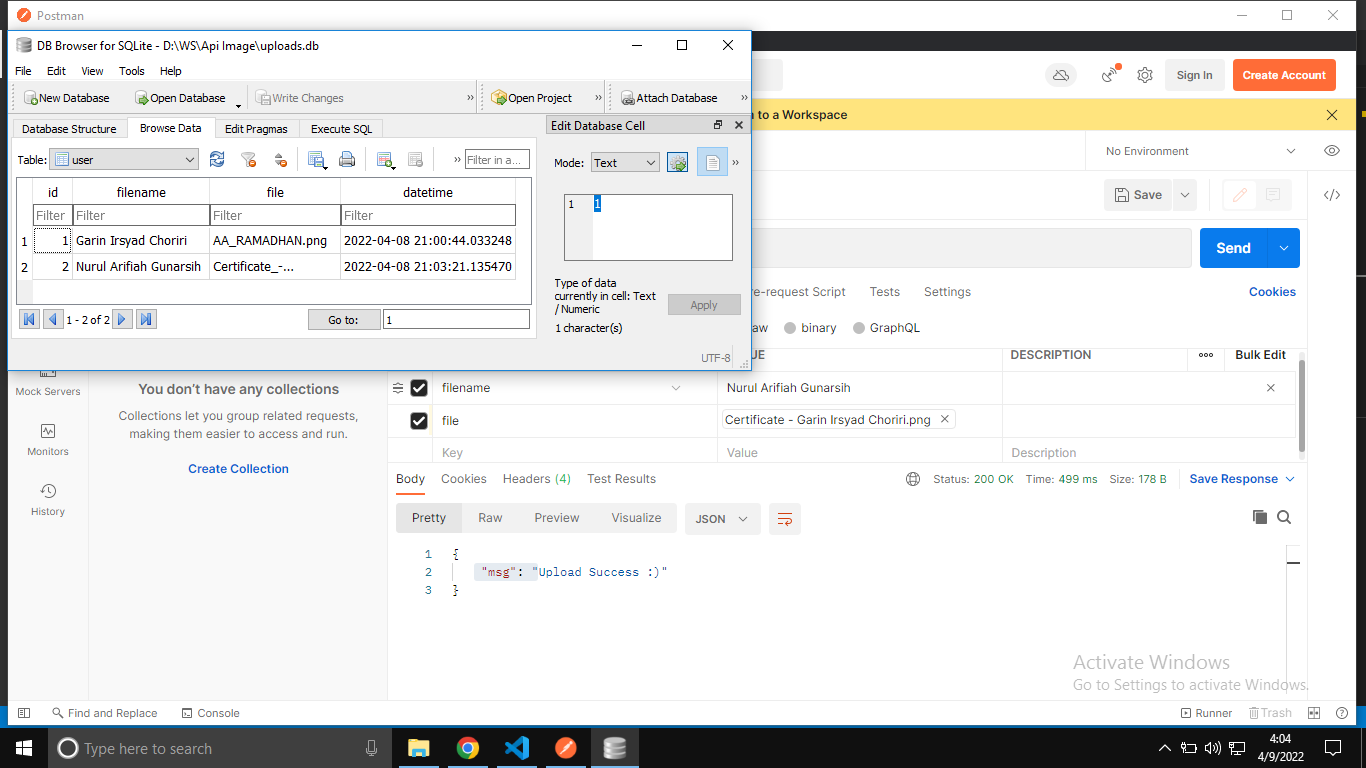 Postman
DB Browser for SQLite - D:\WS\Api Image\uploads.db
File Edit View Tools Help
New Database Open Database Write Changes » Open Project » Attach Database »
Sign In Create Account
to a Workspace
Database Structure Browse Data Edit Pragmas Execute SQL
Edit Database Cell
Table: user » Filter in a...
Mode: Text »
No Environment
id filename file datetime
Filter Filter Filter Filter
1 1 Garin Irsyad Choriri AA_RAMADHAN.png 2022-04-08 21:00:44.033248
2 2 Nurul Arifiah Gunarsih Certificate_-... 2022-04-08 21:03:21.135470
1 1
Type of data
currently in cell: Text
/ Numeric
1 character(s)
Apply
1 - 2 of 2 Go to: 1
UTF-8
Save </>
Send
re-request Script Tests Settings Cookies
aw binary GraphQL
UE DESCRIPTION Bulk Edit
filename Nurul Arifiah Gunarsih
file Certificate - Garin Irsyad Choriri.png
Key Value Description
Mock Servers
Monitors
History
You don't have any collections
Collections let you group related requests,
making them easier to access and run.
Create Collection
Body Cookies Headers (4) Test Results Status: 200 OK Time: 499 ms Size: 178 B Save Response
Pretty Raw Preview Visualize JSON
1 {
2 "msg": "Upload Success :)"
3 }
Activate Windows
Go to Settings to activate Windows.
Find and Replace Console Runner Trash
Type here to search
4:04
4/9/2022